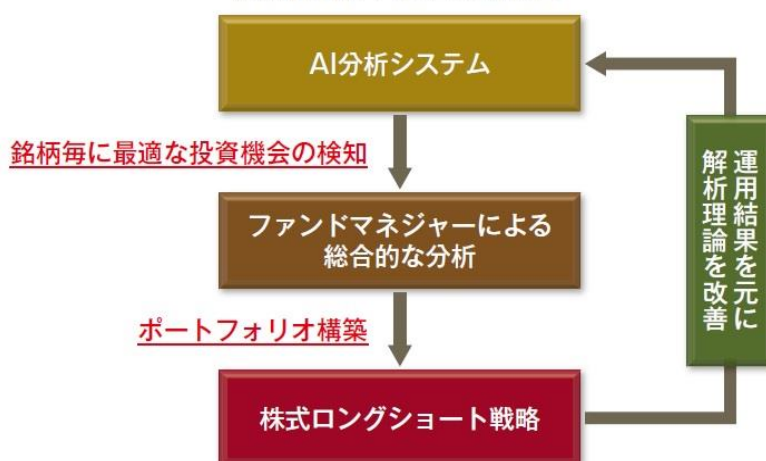 AI分析システム
銘柄毎に最適な投資機会の検知
ファンドマネジャーによる
総合的な分析
ポートフォリオ構築
株式ロングショート戦略
運用結果を元に
解析理論を改善